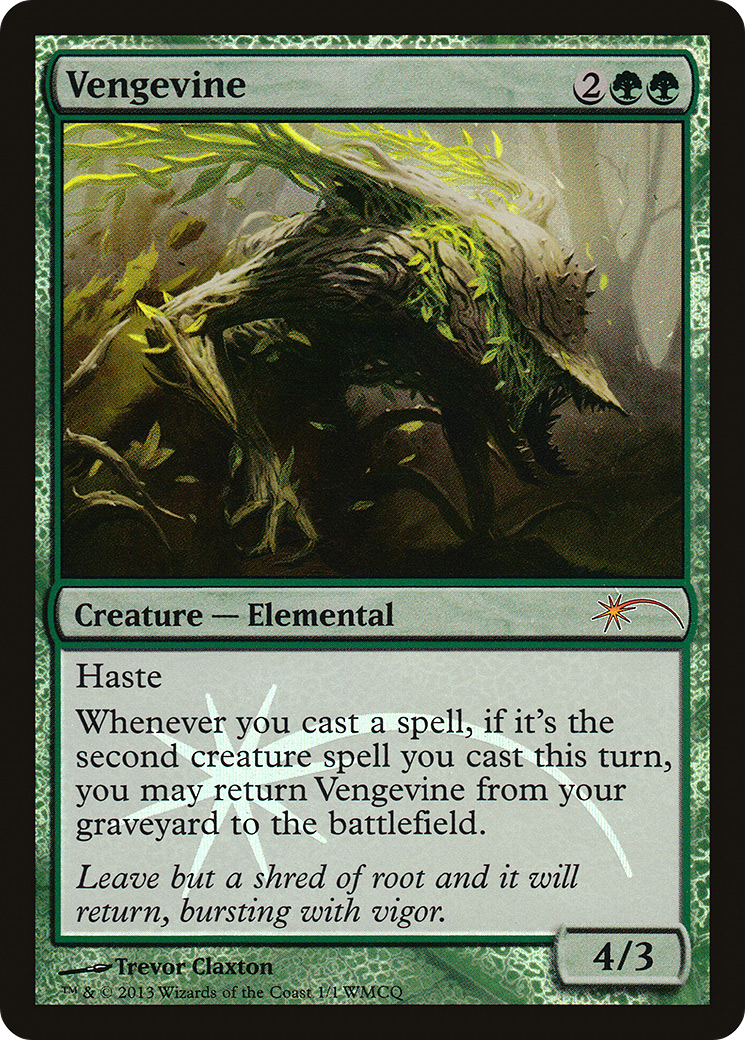 Vengevine 2
Creature — Elemental
Haste
Whenever you cast a spell, if it's the
second creature spell you cast this turn,
you may return Vengevine from your
graveyard to the battlefield.
Leave but a shred of root and it will
return, bursting with vigor.
4/3
Trevor Claxton
™ & © 2013 Wizards of the Coast 1/1 WMCQ